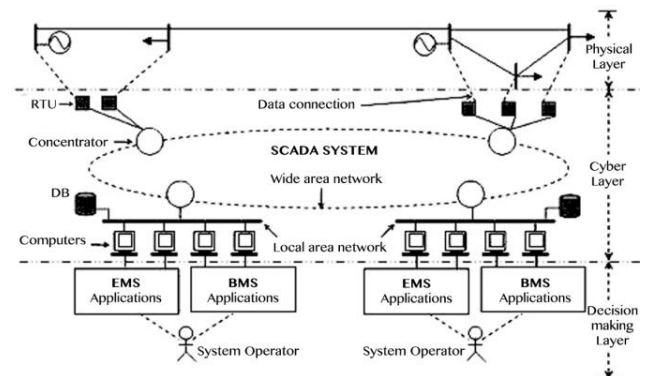 Physical
Layer
RTU
Data connection
Concentrator
SCADA SYSTEM
Wide area network
Cyber
Layer
DB
Computers
Local area network
EMS
Applications
BMS
Applications
EMS
Applications
BMS
Applications
Decision
making
Layer
System Operator
System Operator